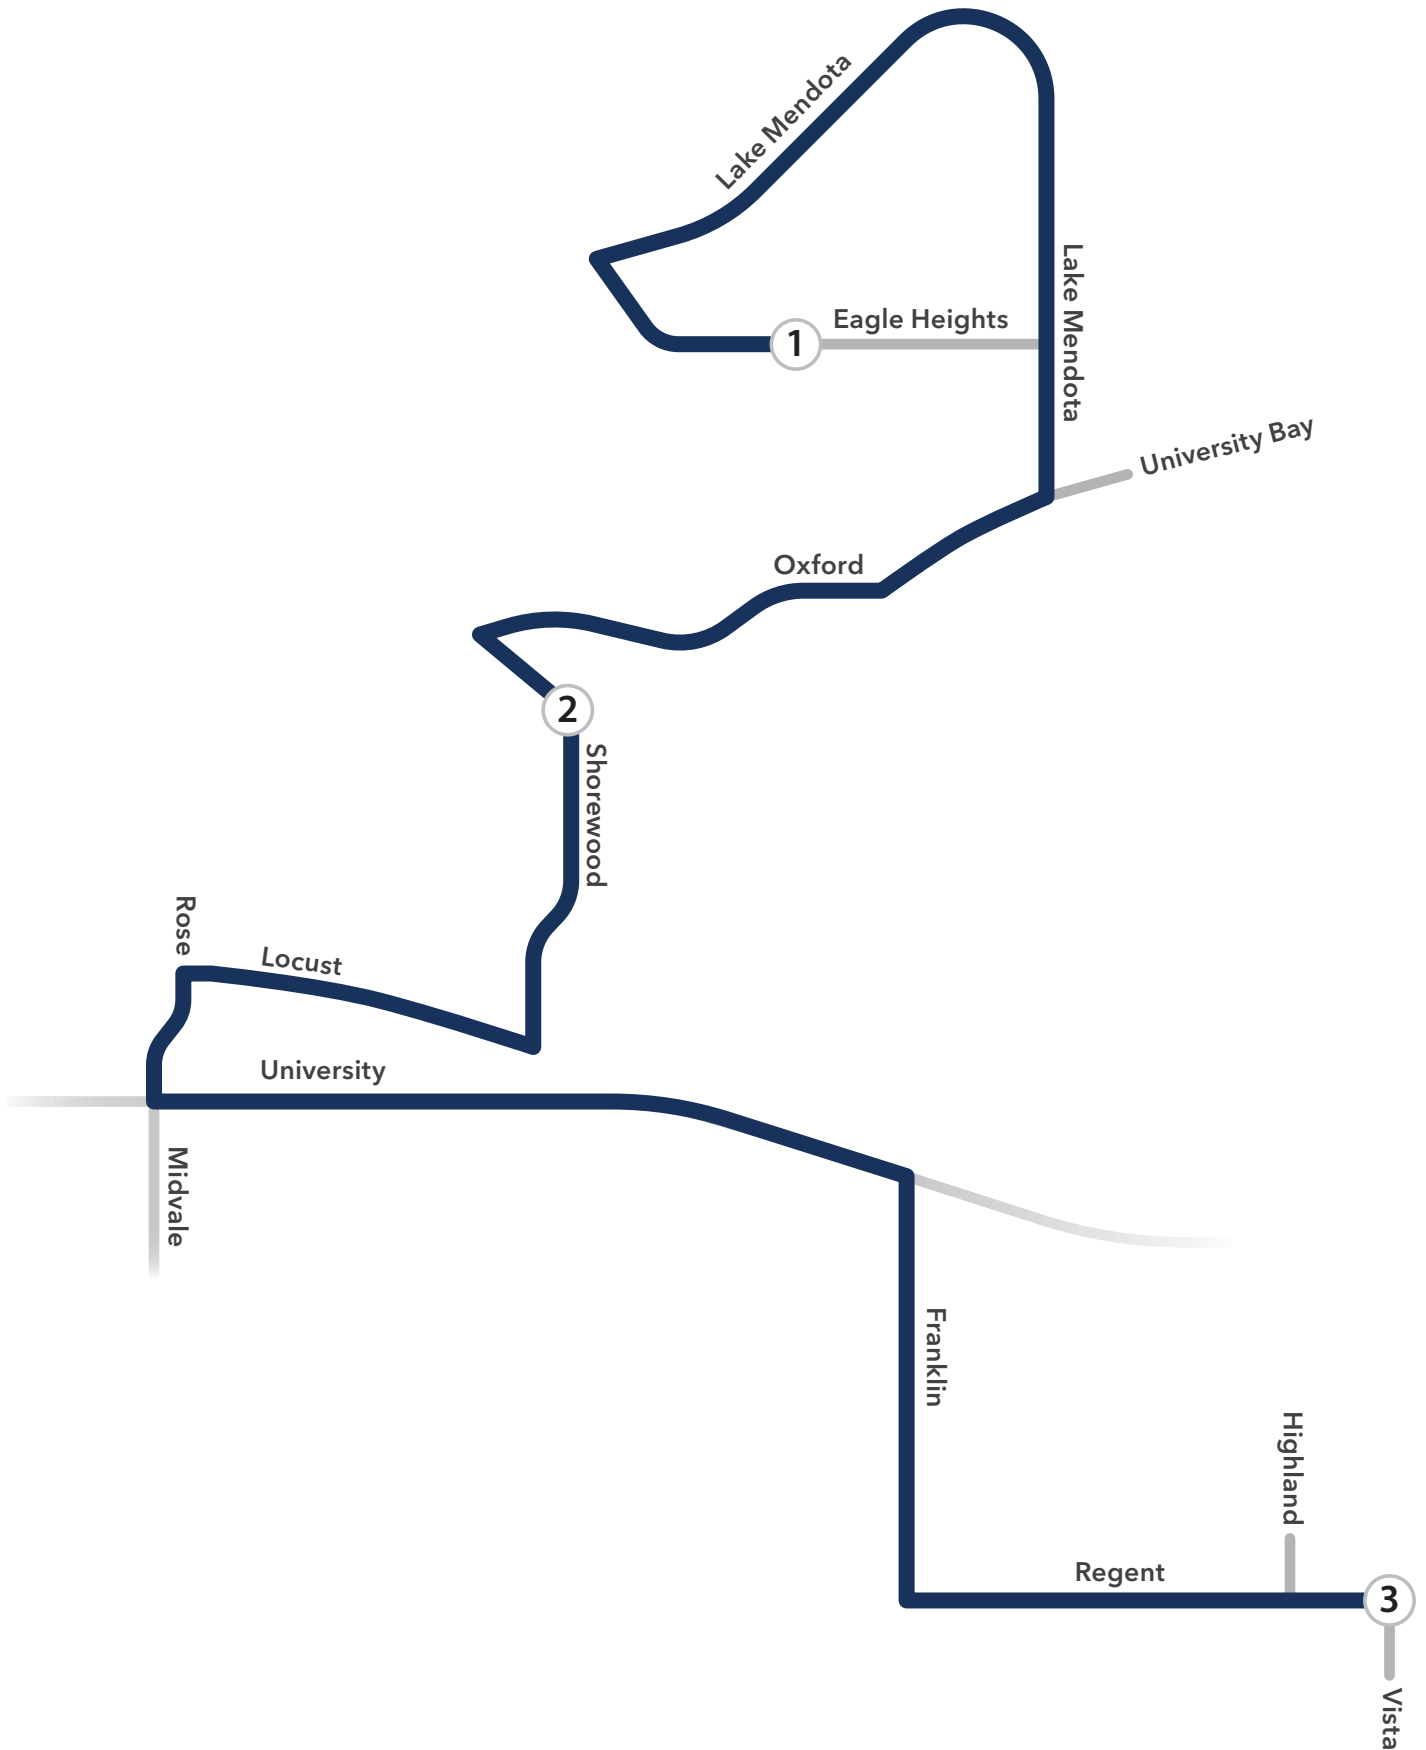 Lake Mendota
Lake Mendota
1
Eagle Heights
University Bay
Oxford
2
Shorewood
Rose
Locust
University
Midvale
Franklin
Highland
Regent
3
Vista